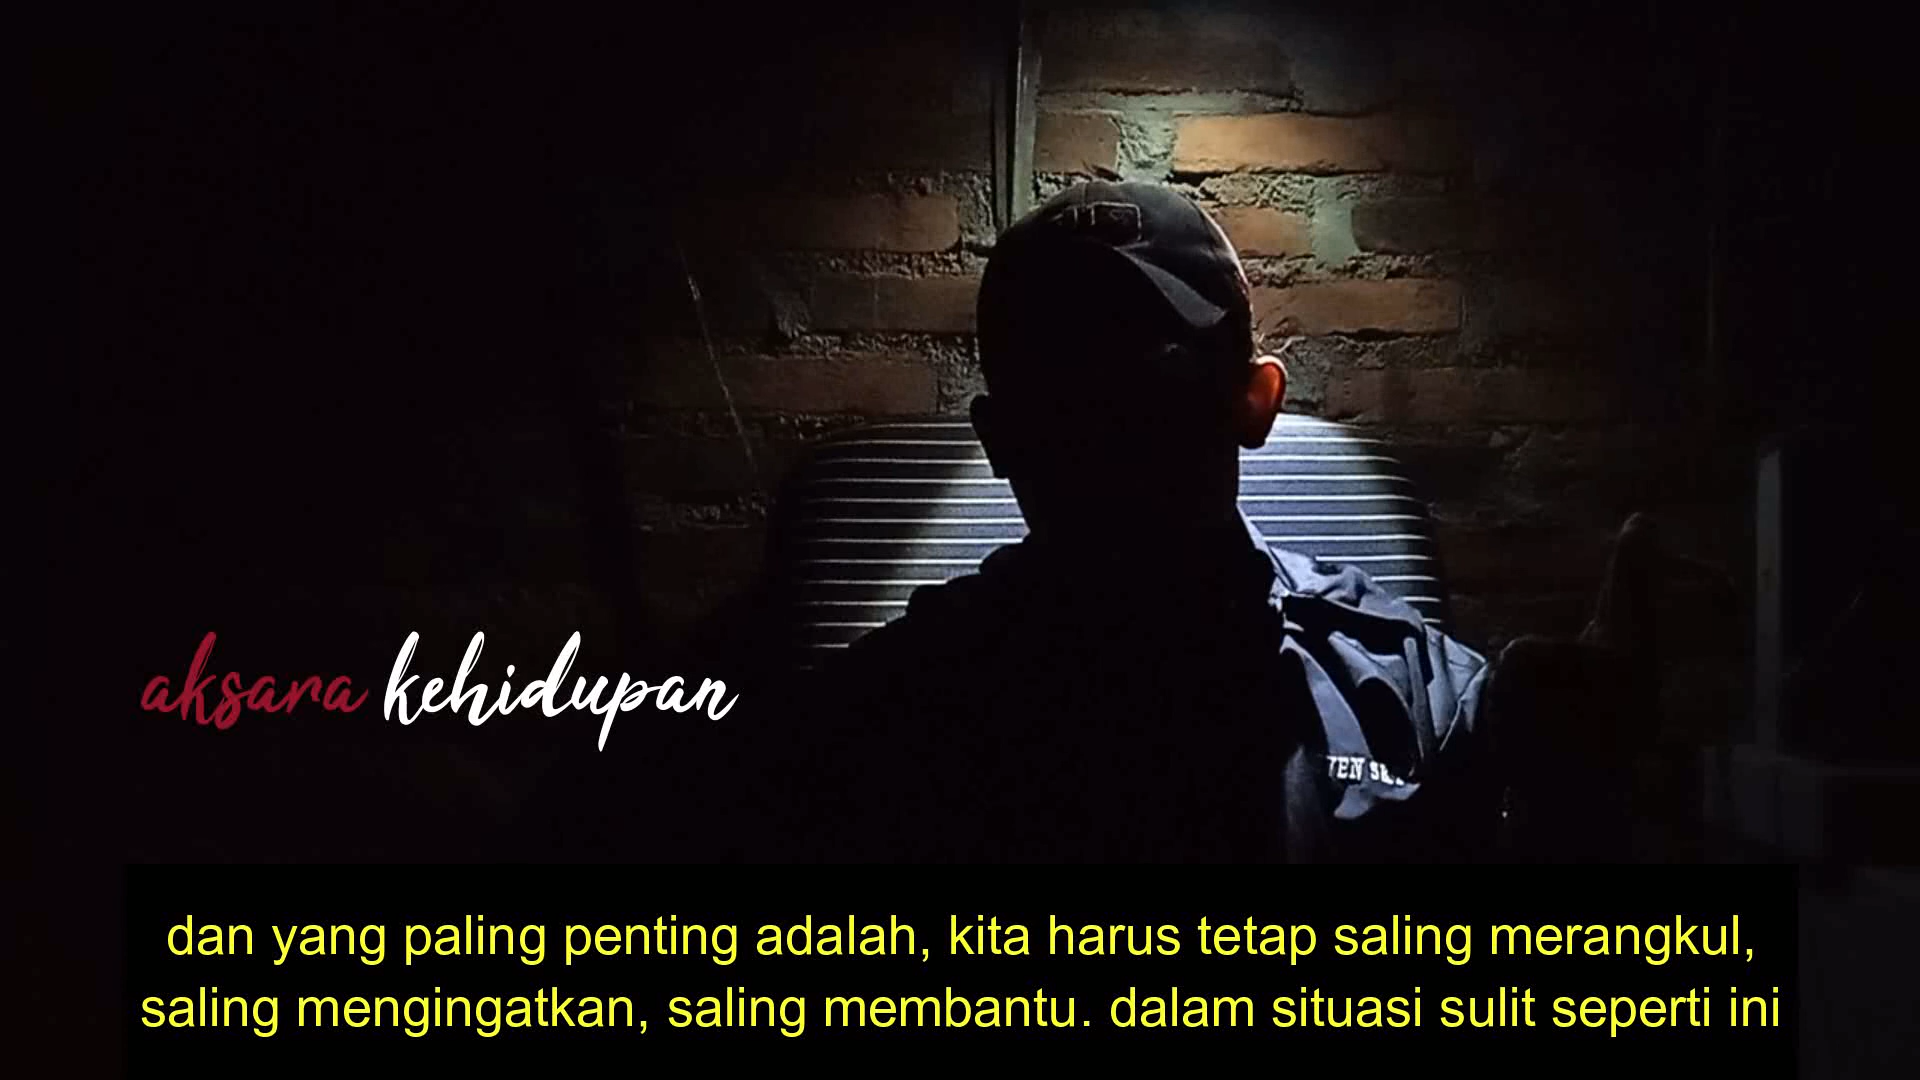 aksara kehidupan
dan yang paling penting adalah, kita harus tetap saling merangkul,
saling mengingatkan, saling membantu. dalam situasi sulit seperti ini